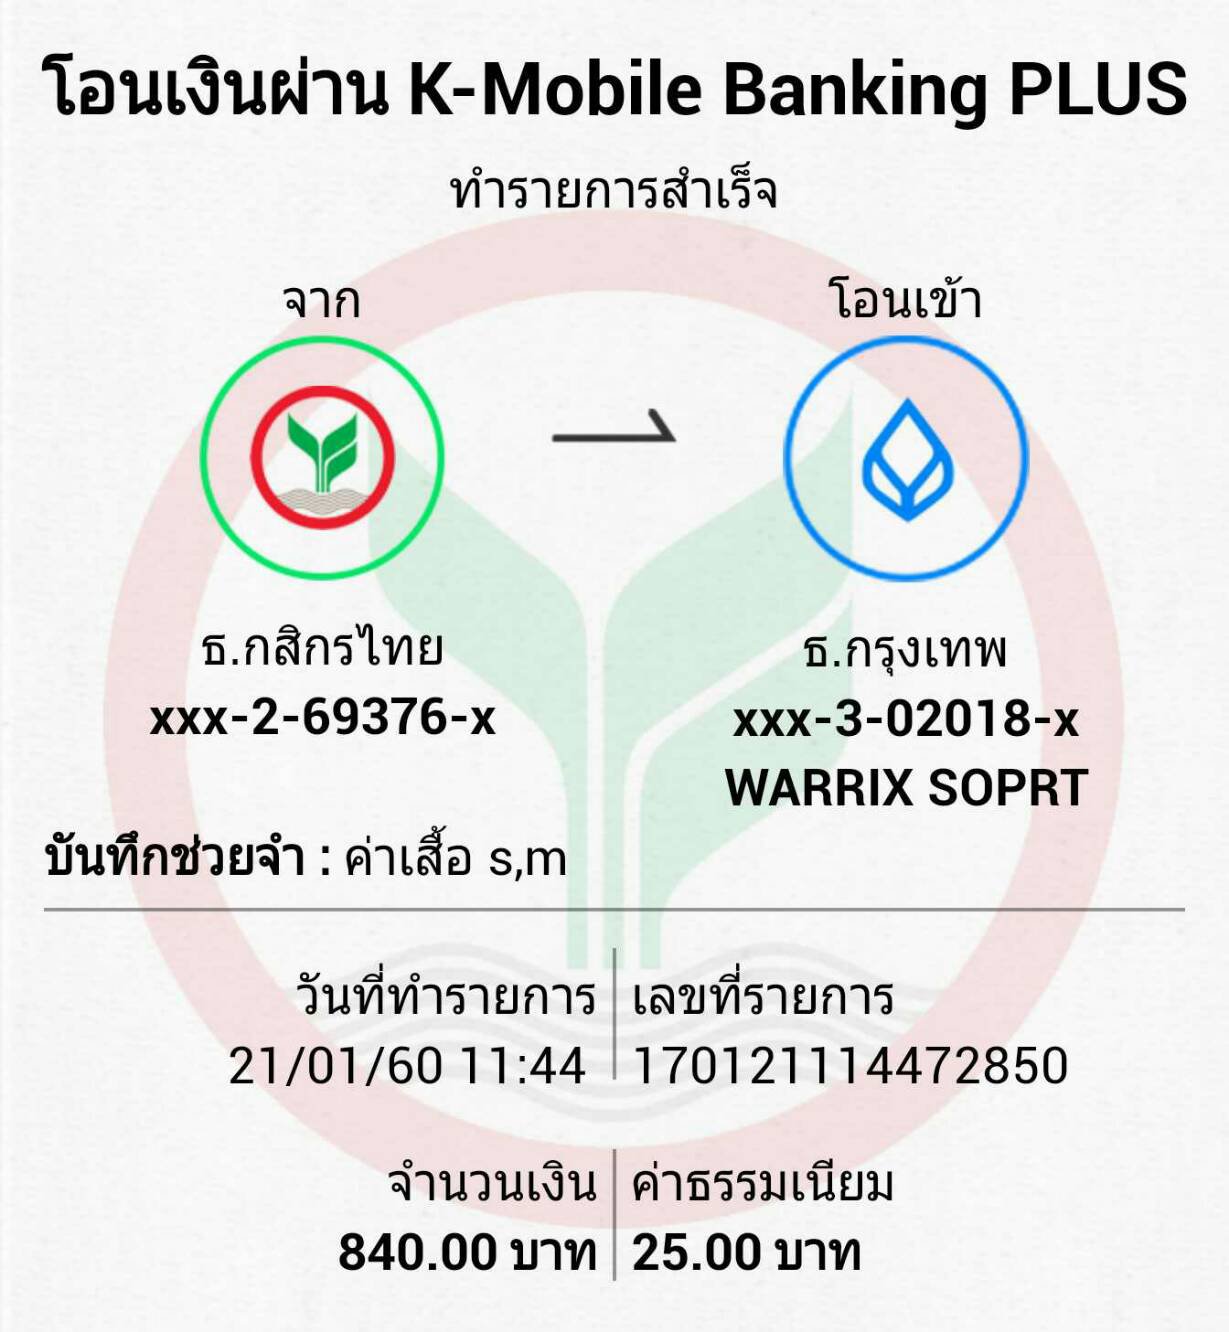 โอนเงินผ่าน K-Mobile Banking PLUS
ทำรายการสำเร็จ
จาก
โอนเข้า
ธ.กสิกรไทย
xxx-2-69376-x
ธ.กรุงเทพ
xxx-3-02018-x
WARRIX SOPRT
บันทึกช่วยจำ : ค่าเสื้อ s,m
วันที่ทำรายการ
21/01/60 11:44
เลขที่รายการ
170121114472850
จำนวนเงิน
840.00 บาท
ค่าธรรมเนียม
25.00 บาท